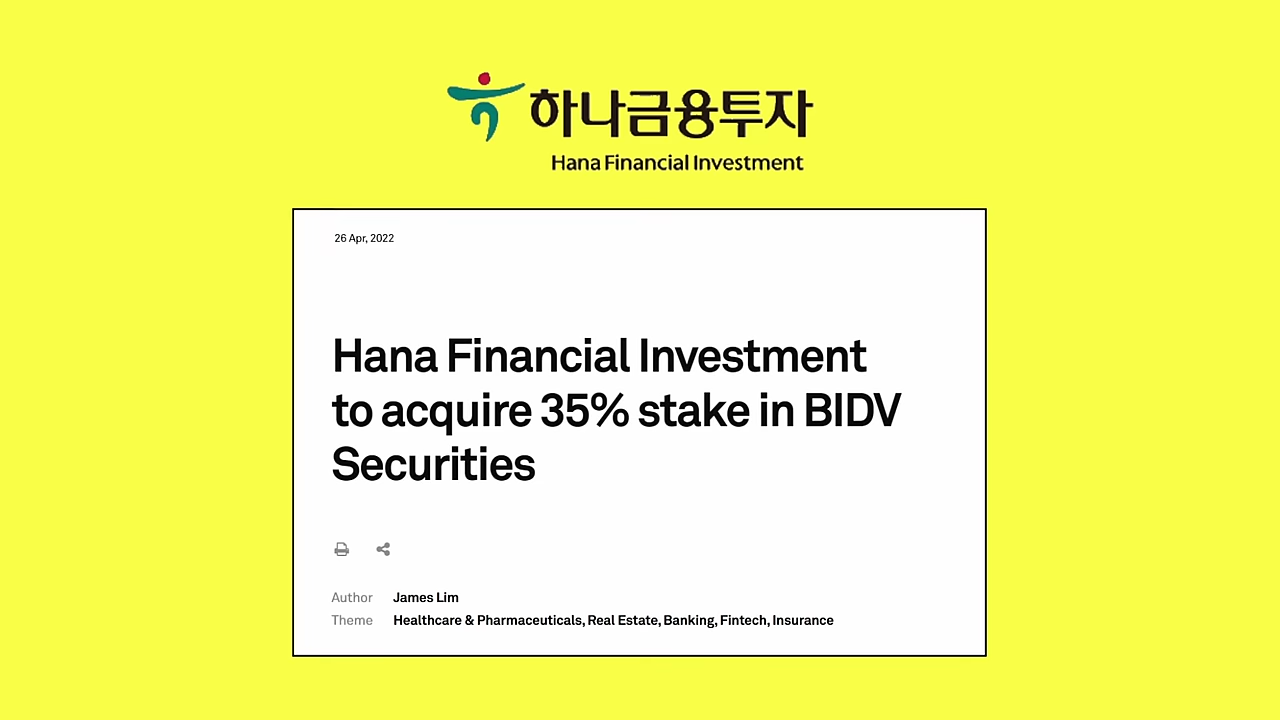 하나금융투자
Hana Financial Investment
26 Apr, 2022
Hana Financial Investment
to acquire 35% stake in BIDV
Securities
Author James Lim
Theme Healthcare & Pharmaceuticals, Real Estate, Banking, Fintech, Insurance